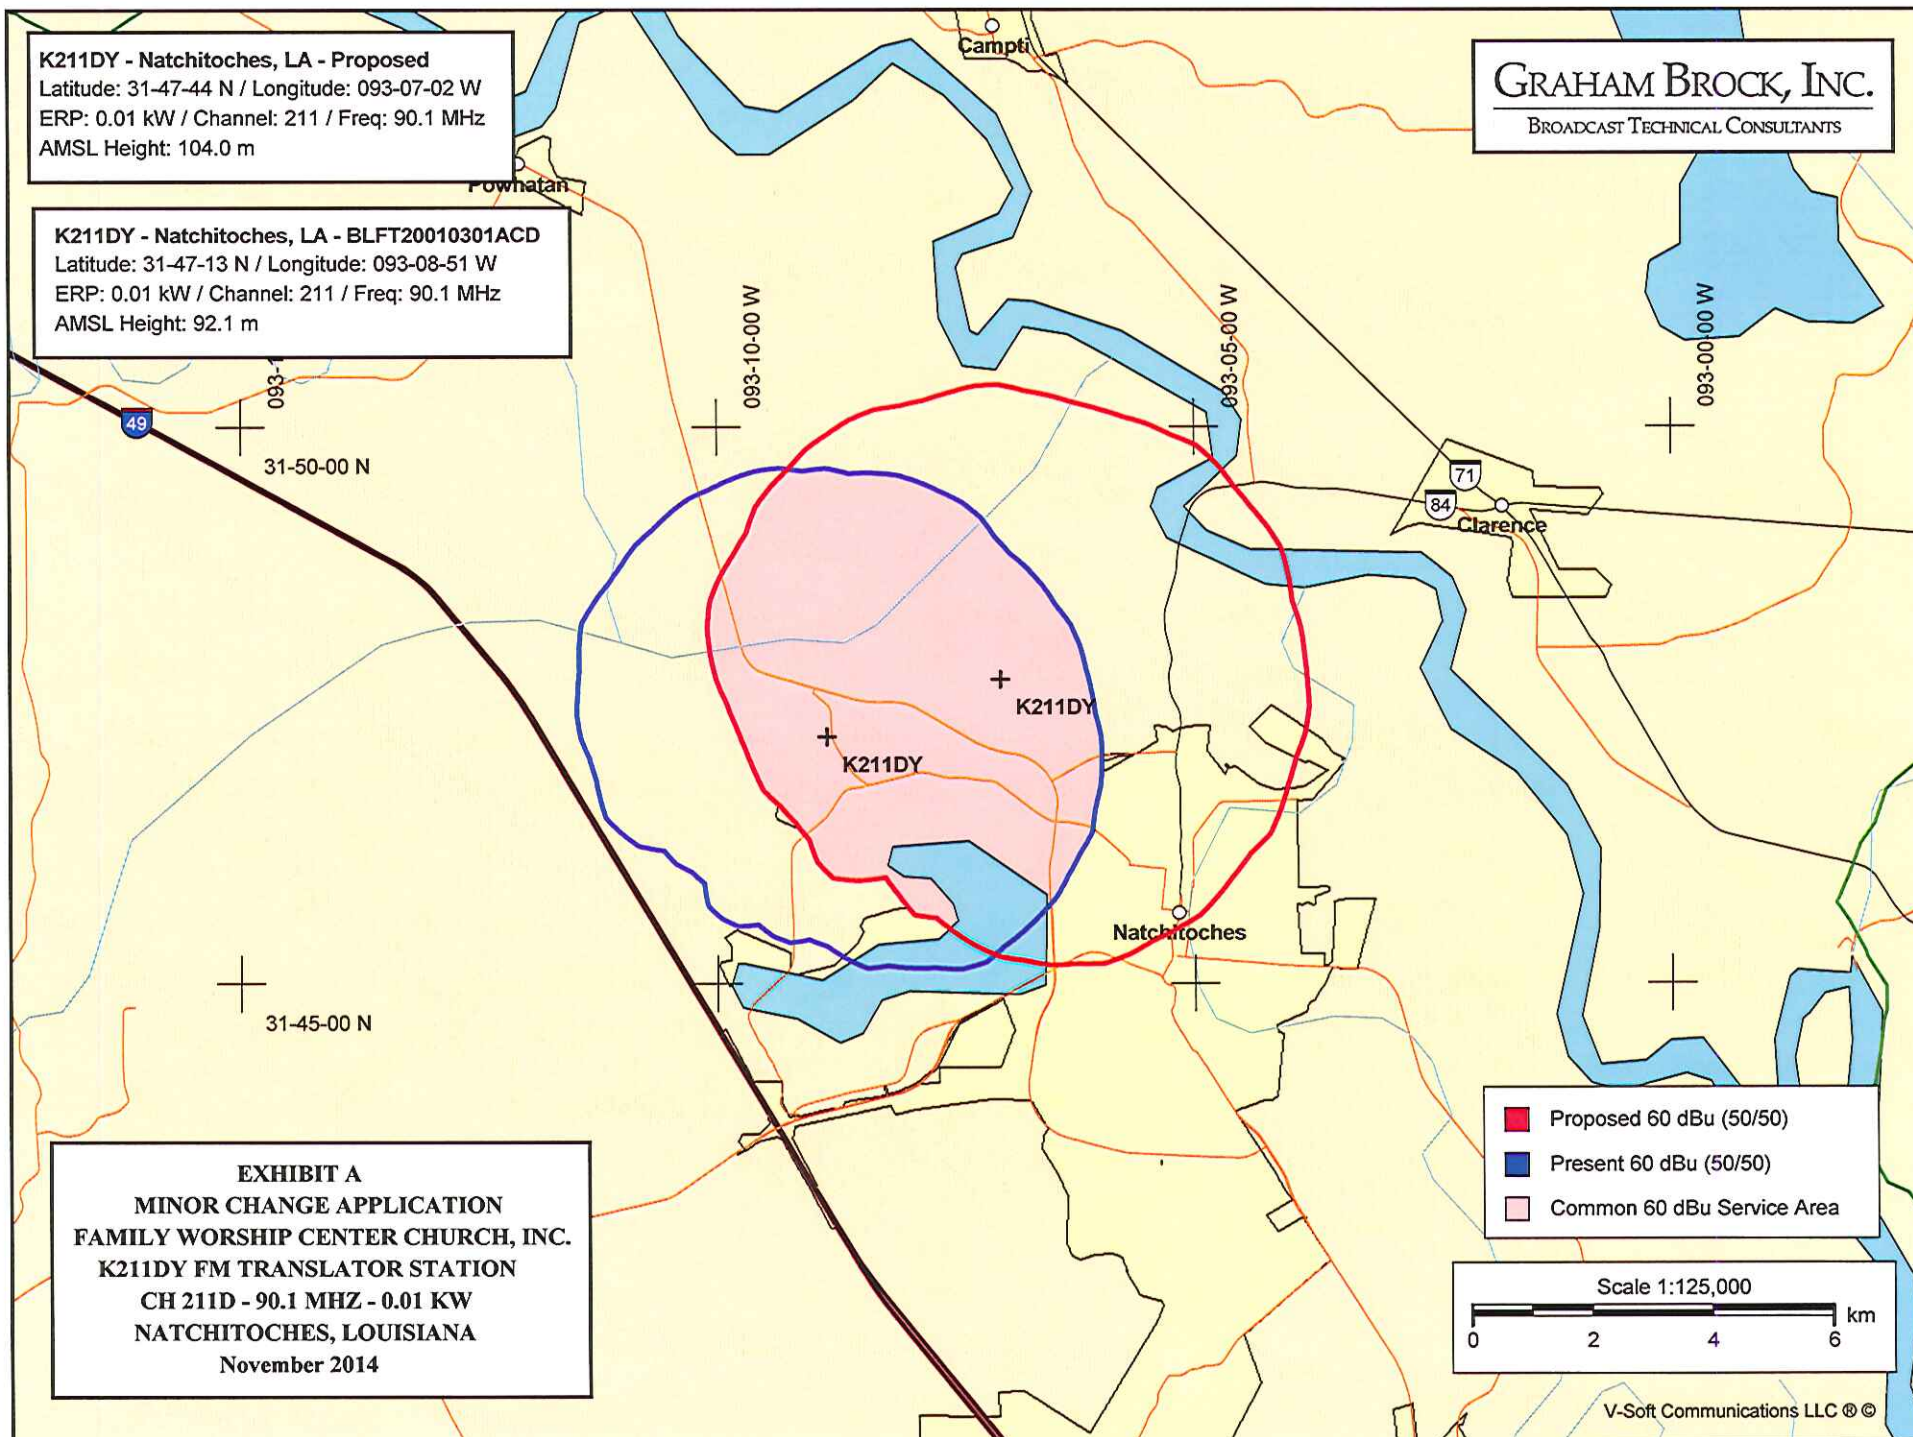 K211DY - Natchitoches, LA - Proposed
Latitude: 31-47-44 N / Longitude: 093-07-02 W
ERP: 0.01 kW / Channel: 211 / Freq: 90.1 MHz
AMSL Height: 104.0 m
K211DY - Natchitoches, LA - BLFT20010301ACD
Latitude: 31-47-13 N / Longitude: 093-08-51 W
ERP: 0.01 kW / Channel: 211 / Freq: 90.1 MHz
AMSL Height: 92.1 m
GRAHAM BROCK, INC.
BROADCAST TECHNICAL CONSULTANTS
Campti
Powhatan
093-10-00 W
093-05-00 W
093-00-00 W
49
31-50-00 N
71
84
Clarence
K211DY
K211DY
Natchitoches
31-45-00 N
Proposed 60 dBu (50/50)
Present 60 dBu (50/50)
Common 60 dBu Service Area
EXHIBIT A
MINOR CHANGE APPLICATION
FAMILY WORSHIP CENTER CHURCH, INC.
K211DY FM TRANSLATOR STATION
CH 211D - 90.1 MHZ - 0.01 KW
NATCHITOCHES, LOUISIANA
November 2014
Scale 1:125,000
km
0 2 4 6
V-Soft Communications LLC ® ©